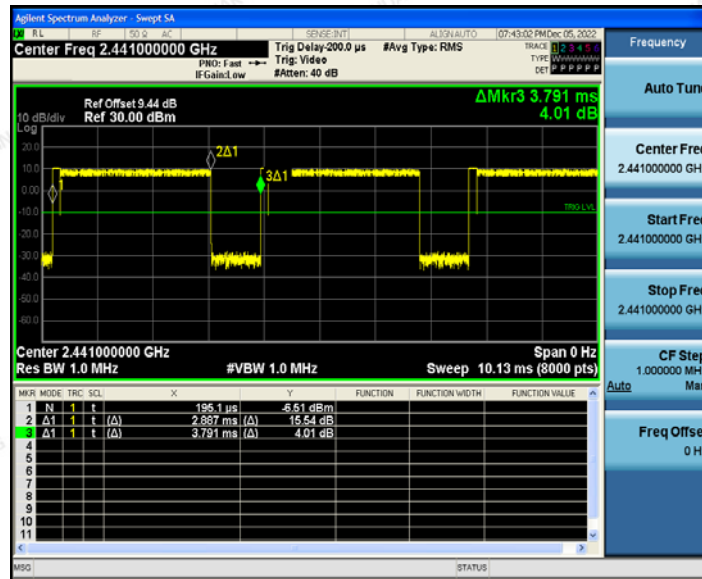 Agilent Spectrum Analyzer - Swept SA
RL RF 50 Ω AC SENSE:INT ALIGN AUTO 07:43:02 PM Dec 05, 2022
Center Freq 2.441000000 GHz
PNO: Fast
IFGain:Low
Trig Delay-200.0 µs
Trig: Video
#Atten: 40 dB
#Avg Type: RMS
TRACE 1 2 3 4 5 6
TYPE WWWWWW
DET P P P P P P
Ref Offset 9.44 dB
10 dB/div Ref 30.00 dBm
Log
ΔMkr3 3.791 ms
4.01 dB
20.0
10.0
0.00
-10.0
-20.0
-30.0
-40.0
-50.0
-60.0
1
2Δ1
3Δ1
TRIG LVL
Center 2.441000000 GHz Span 0 Hz
Res BW 1.0 MHz #VBW 1.0 MHz Sweep 10.13 ms (8000 pts)
MKR MODE TRC SCL X Y FUNCTION FUNCTION WIDTH FUNCTION VALUE
1 N 1 t 195.1 µs -6.51 dBm
2 Δ1 1 t (Δ) 2.887 ms (Δ) 15.54 dB
3 Δ1 1 t (Δ) 3.791 ms (Δ) 4.01 dB
4
5
6
7
8
9
10
11
MSG STATUS
Frequency
Auto Tun
Center Fre
2.441000000 GH
Start Fre
2.441000000 GH
Stop Fre
2.441000000 GH
CF Step
1.000000 MH
Auto Ma
Freq Offse
0 H